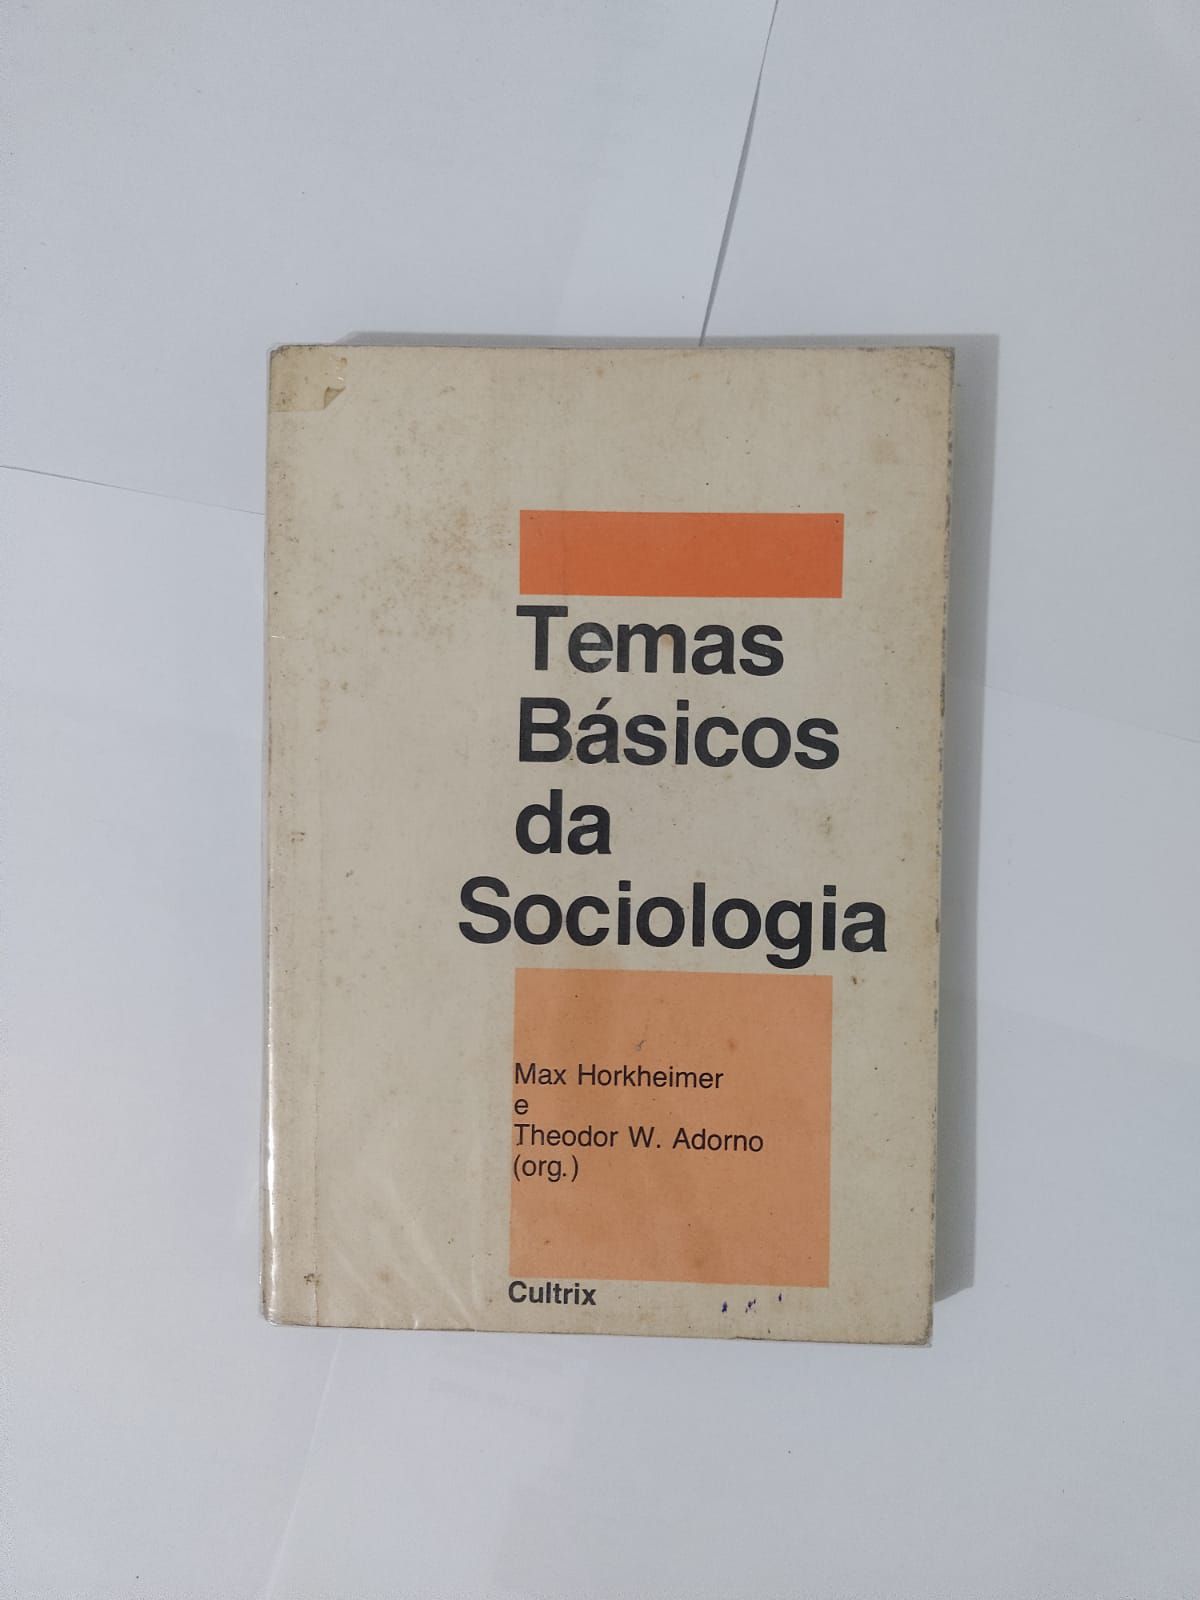 Temas
Básicos
da
Sociologia
Max Horkheimer
e
Theodor W. Adorno
(org.)
Cultrix